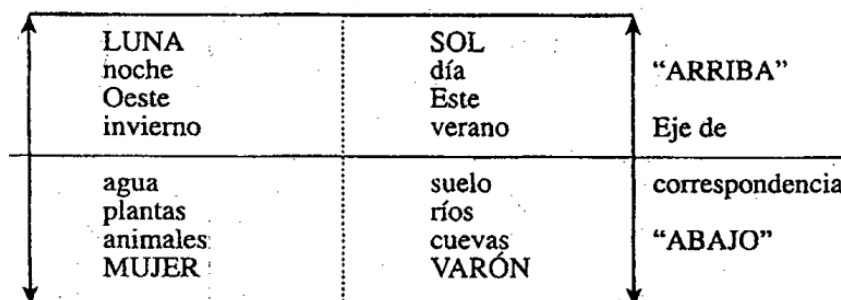 LUNA SOL
noche día "ARRIBA"
Oeste Este
invierno verano Eje de
agua suelo correspondencia
plantas ríos
animales cuevas "ABAJO"
MUJER VARÓN